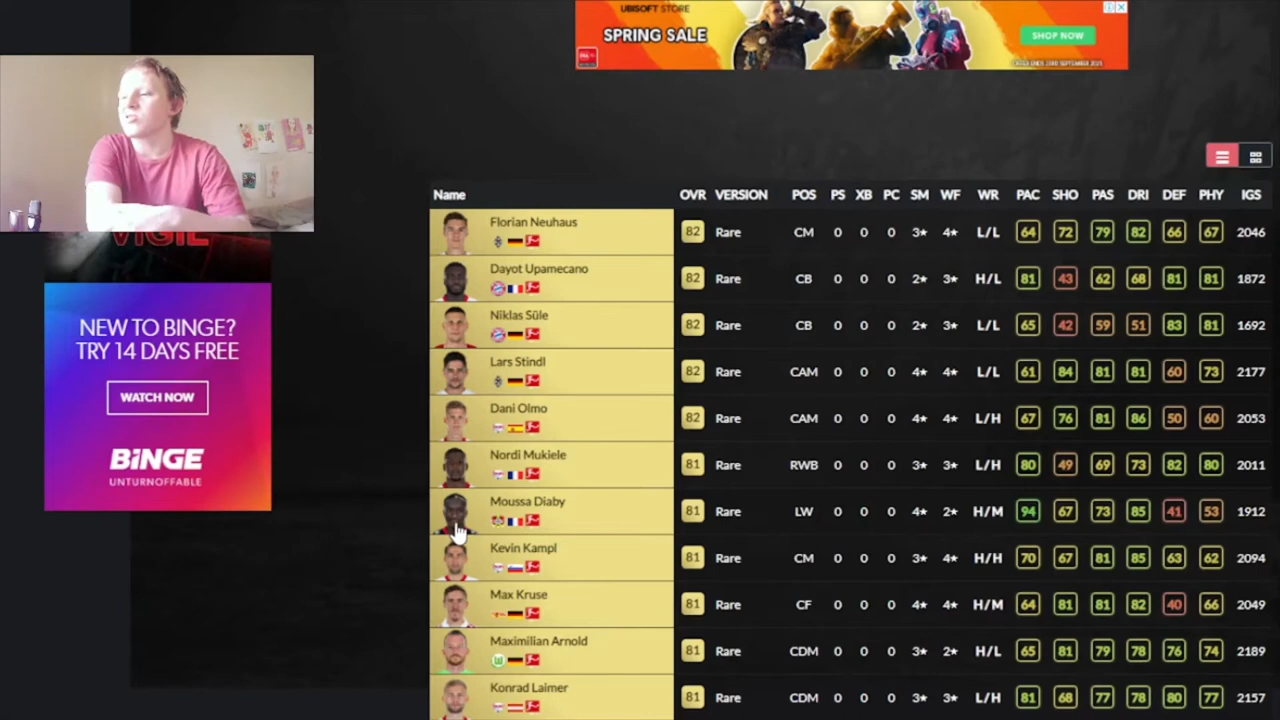 UBISOFT STORE
SPRING SALE
SHOP NOW
VIGIL
NEW TO BINGE?
TRY 14 DAYS FREE
WATCH NOW
BiNGE
UNTURNOFFABLE
Name OVR VERSION POS PS XB PC SM WF WR PAC SHO PAS DRI DEF PHY IGS
Florian Neuhaus 82 Rare CM 0 0 0 3★ 4★ L/L 64 72 79 82 66 67 2046
Dayot Upamecano 82 Rare CB 0 0 0 2★ 3★ H/L 81 43 62 68 81 81 1872
Niklas Süle 82 Rare CB 0 0 0 2★ 3★ L/L 65 42 59 51 83 81 1692
Lars Stindl 82 Rare CAM 0 0 0 4★ 4★ L/L 61 84 81 81 60 73 2177
Dani Olmo 82 Rare CAM 0 0 0 4★ 4★ L/H 67 76 81 86 50 60 2053
Nordi Mukiele 81 Rare RWB 0 0 0 3★ 3★ L/H 80 49 69 73 82 80 2011
Moussa Diaby 81 Rare LW 0 0 0 4★ 2★ H/M 94 67 73 85 41 53 1912
Kevin Kampl 81 Rare CM 0 0 0 3★ 4★ H/H 70 67 81 85 63 62 2094
Max Kruse 81 Rare CF 0 0 0 4★ 4★ H/M 64 81 81 82 40 66 2049
Maximilian Arnold 81 Rare CDM 0 0 0 3★ 2★ H/L 65 81 79 78 76 74 2189
Konrad Laimer 81 Rare CDM 0 0 0 3★ 3★ L/H 81 68 77 78 80 77 2157